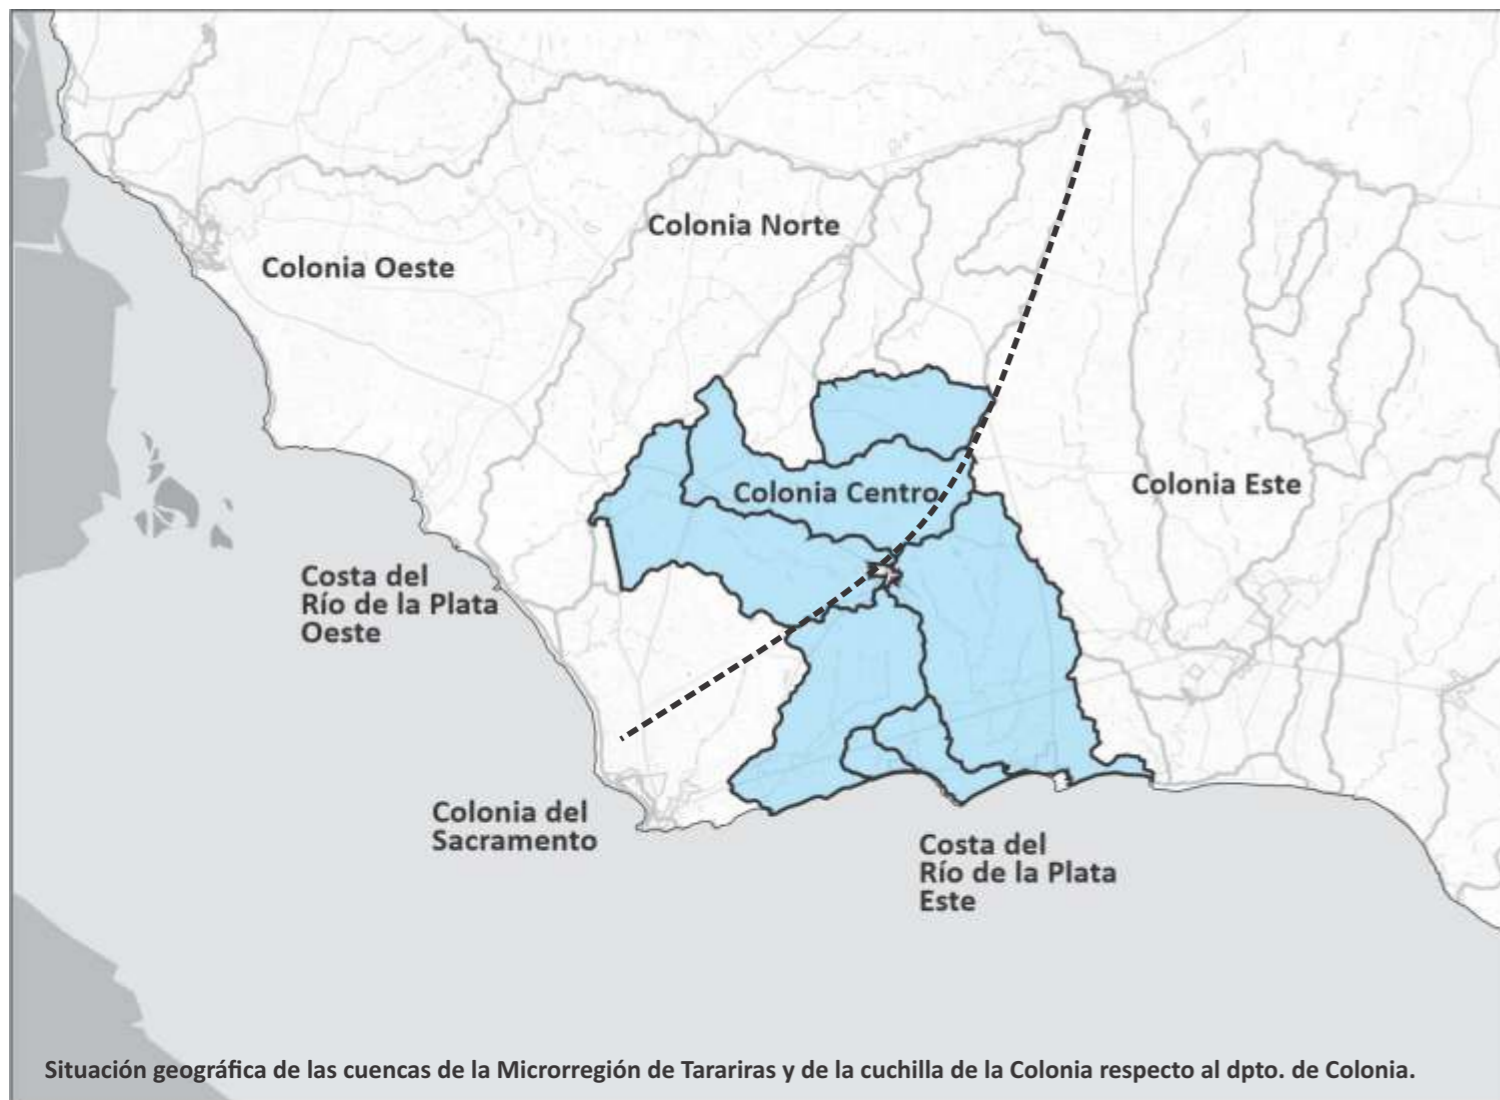 Colonia Norte
Colonia Oeste
Colonia Centro
Colonia Este
Costa del
Río de la Plata
Oeste
Colonia del
Sacramento
Costa del
Río de la Plata
Este
Situación geográfica de las cuencas de la Microrregión de Tarariras y de la cuchilla de la Colonia respecto al dpto. de Colonia.